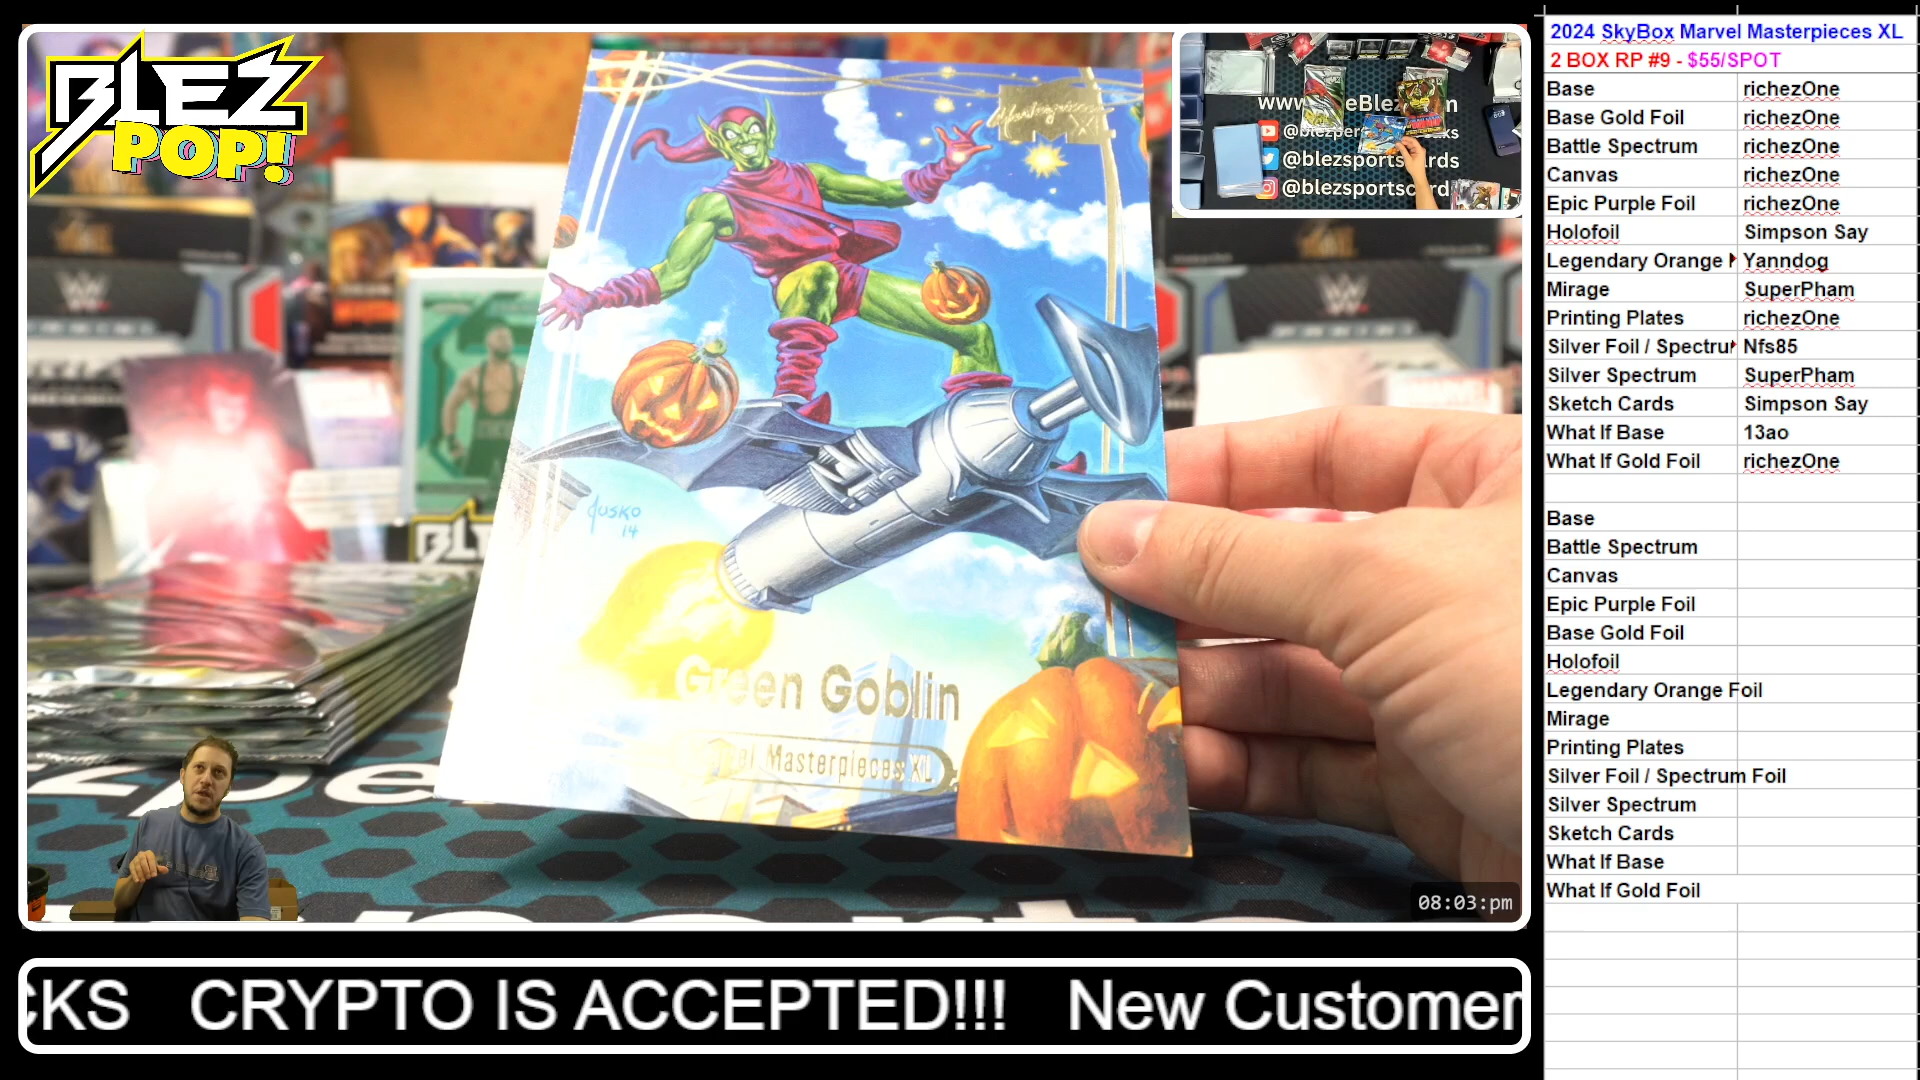 BLEZ
POP!
Masterpieces
XL
JUSKO
14
Green Goblin
Masterpieces XL
@blezsportscards
@blezsportscard
08:03:pm
CKS CRYPTO IS ACCEPTED!!! New Customer
2024 SkyBox Marvel Masterpieces XL
2 BOX RP #9 - $55/SPOT
Base richezOne
Base Gold Foil richezOne
Battle Spectrum richezOne
Canvas richezOne
Epic Purple Foil richezOne
Holofoil Simpson Say
Legendary Orange Yanndog
Mirage SuperPham
Printing Plates richezOne
Silver Foil / Spectru Nfs85
Silver Spectrum SuperPham
Sketch Cards Simpson Say
What If Base 13ao
What If Gold Foil richezOne
Base
Battle Spectrum
Canvas
Epic Purple Foil
Base Gold Foil
Holofoil
Legendary Orange Foil
Mirage
Printing Plates
Silver Foil / Spectrum Foil
Silver Spectrum
Sketch Cards
What If Base
What If Gold Foil